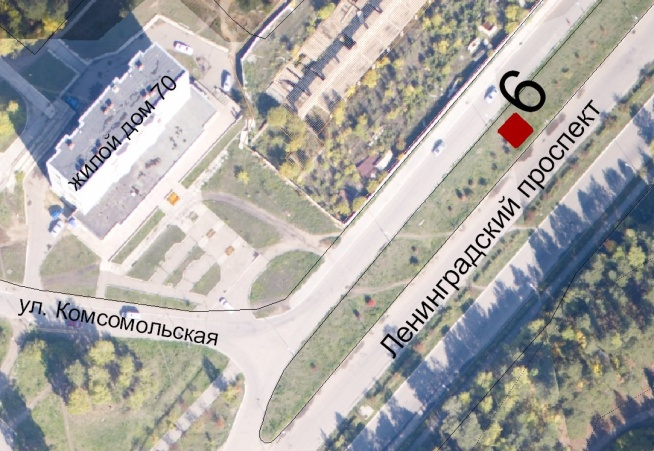 6
жилой дом 70
Ленинградский проспект
ул. Комсомольская